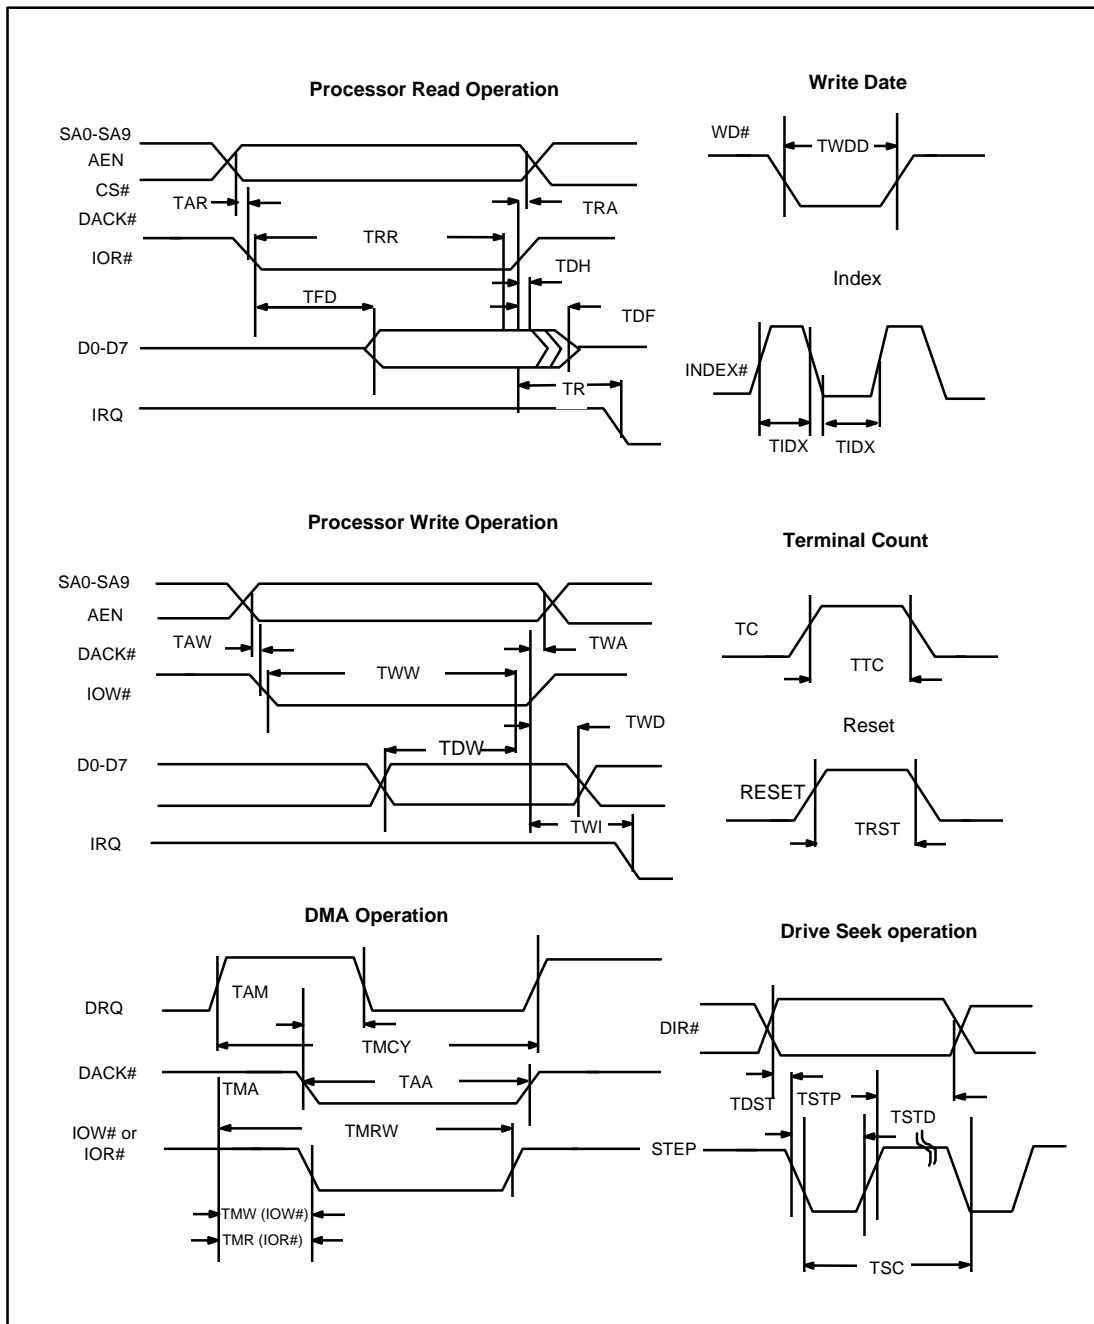 Processor Read Operation
SA0-SA9
AEN
CS#
TAR
TRA
DACK#
TRR
IOR#
TDH
TFD
TDF
D0-D7
TR
IRQ
Write Date
WD#
TWDD
Index
INDEX#
TIDX
TIDX
Processor Write Operation
SA0-SA9
AEN
TAW
TWA
DACK#
TWW
IOW#
TWD
TDW
D0-D7
TWI
IRQ
Terminal Count
TC
TTC
Reset
RESET
TRST
DMA Operation
TAM
DRQ
TMCY
DACK#
TMA
TAA
IOW# or
IOR#
TMRW
TMW (IOW#)
TMR (IOR#)
Drive Seek operation
DIR#
TDST
TSTP
TSTD
STEP
TSC